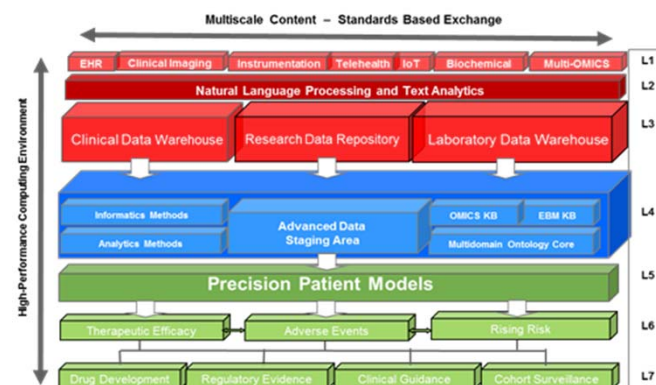 Multiscale Content – Standards Based Exchange
High-Performance Computing Environment
EHR Clinical Imaging Instrumentation Telehealth IoT Biochemical Multi-OMICS L1
Natural Language Processing and Text Analytics L2
Clinical Data Warehouse Research Data Repository Laboratory Data Warehouse L3
Informatics Methods
Analytics Methods
Advanced Data
Staging Area
OMICS KB EBM KB
Multidomain Ontology Core
L4
Precision Patient Models L5
Therapeutic Efficacy Adverse Events Rising Risk L6
Drug Development Regulatory Evidence Clinical Guidance Cohort Surveillance L7